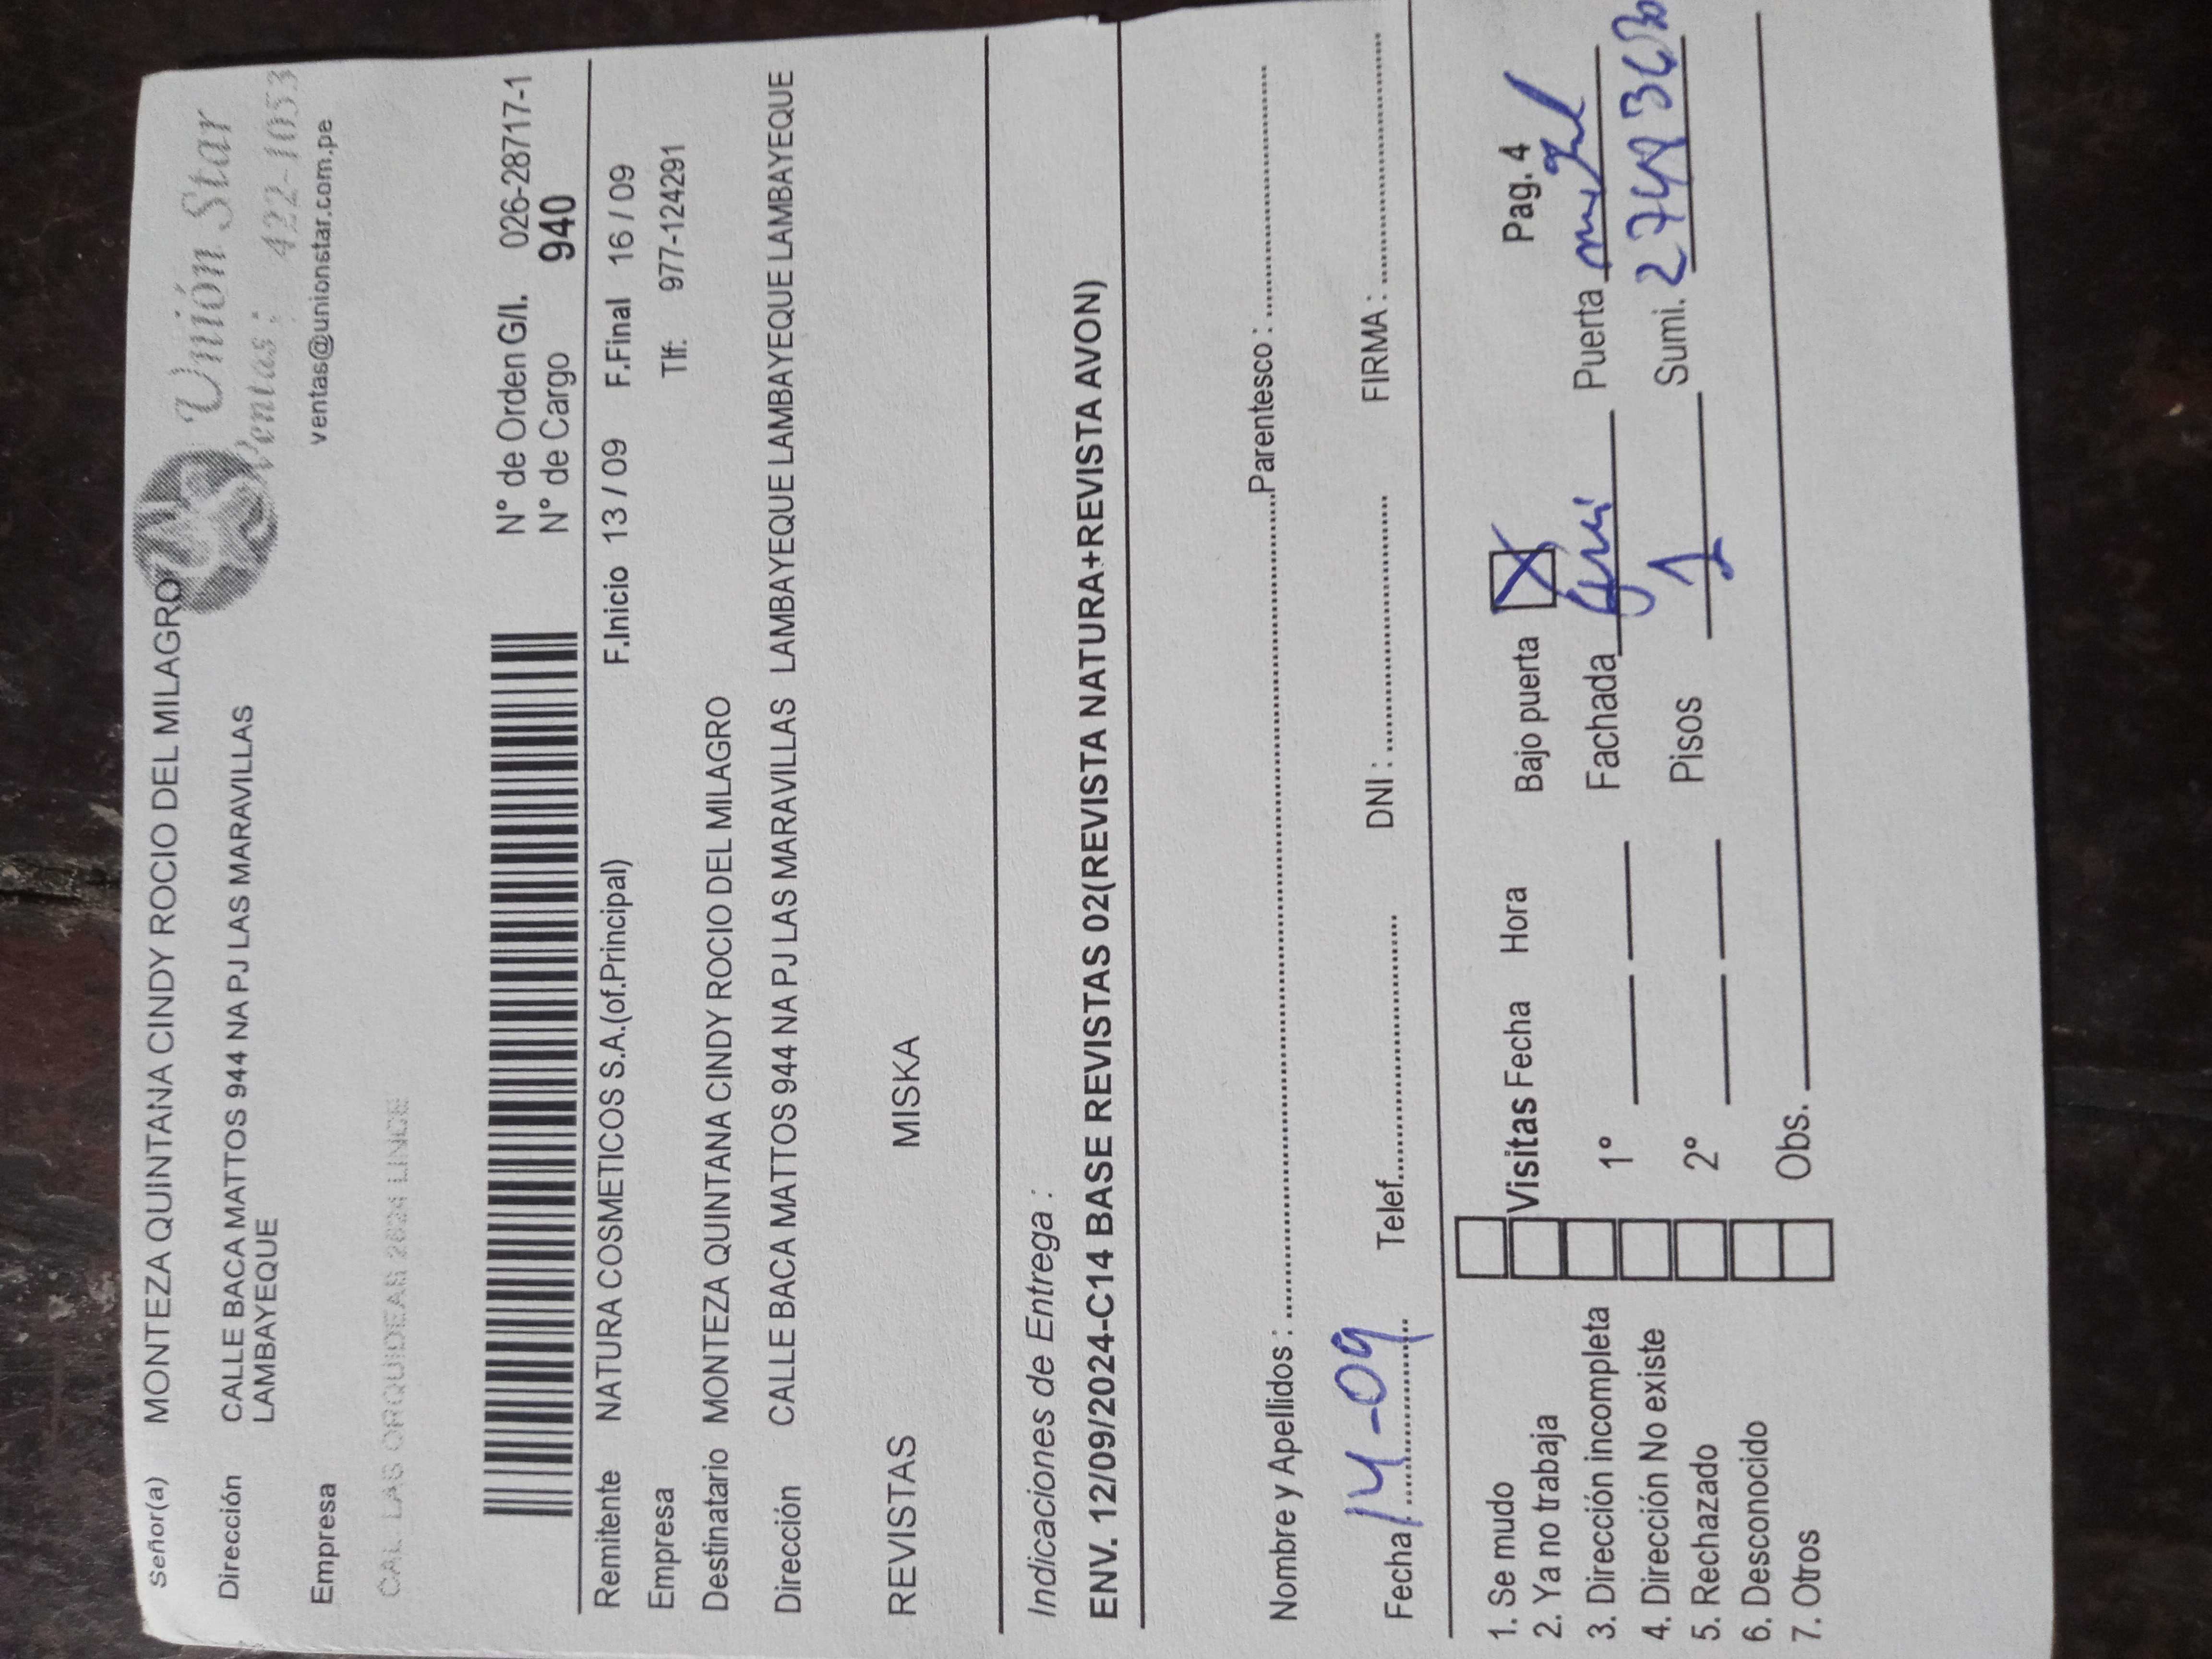 señor(a) MONTEZA QUINTANA CINDY ROCIO DEL MILAGRO
Unión Star
Ventas: 422-1053
Dirección CALLE BACA MATTOS 944 NA PJ LAS MARAVILLAS
LAMBAYEQUE
ventas@unionstar.com.pe
Empresa
CAL LAS ORQUIDEAS 2624 LINCE
N° de Orden G/I. 026-28717-1
N° de Cargo 940
Remitente NATURA COSMETICOS S.A.(of.Principal) F.Inicio 13 / 09 F.Final 16 / 09
Empresa Tlf: 977-124291
Destinatario MONTEZA QUINTANA CINDY ROCIO DEL MILAGRO
Dirección CALLE BACA MATTOS 944 NA PJ LAS MARAVILLAS LAMBAYEQUE LAMBAYEQUE LAMBAYEQUE LAMBAYEQUE
REVISTAS MISKA
Indicaciones de Entrega :
ENV. 12/09/2024-C14 BASE REVISTAS 02(REVISTA NATURA+REVISTA AVON)
Nombre y Apellidos : Parentesco :
Fecha 14-09 Telef. DNI : FIRMA :
1. Se mudo
2. Ya no trabaja Visitas Fecha Hora Bajo puerta X Pag. 4
3. Dirección incompleta 1° Fachada Puerta
4. Dirección No existe
5. Rechazado 2° Pisos 1 Sumi.
6. Desconocido
7. Otros Obs.